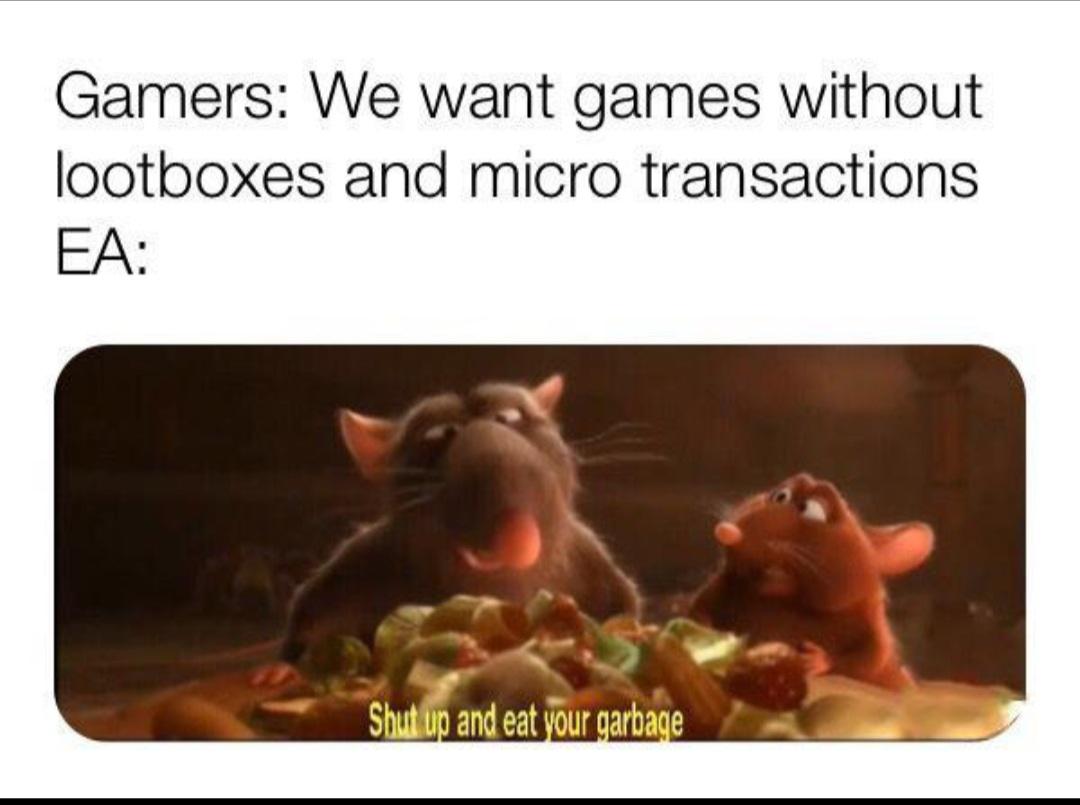 Gamers: We want games without
lootboxes and micro transactions
EA:
Shut up and eat your garbage